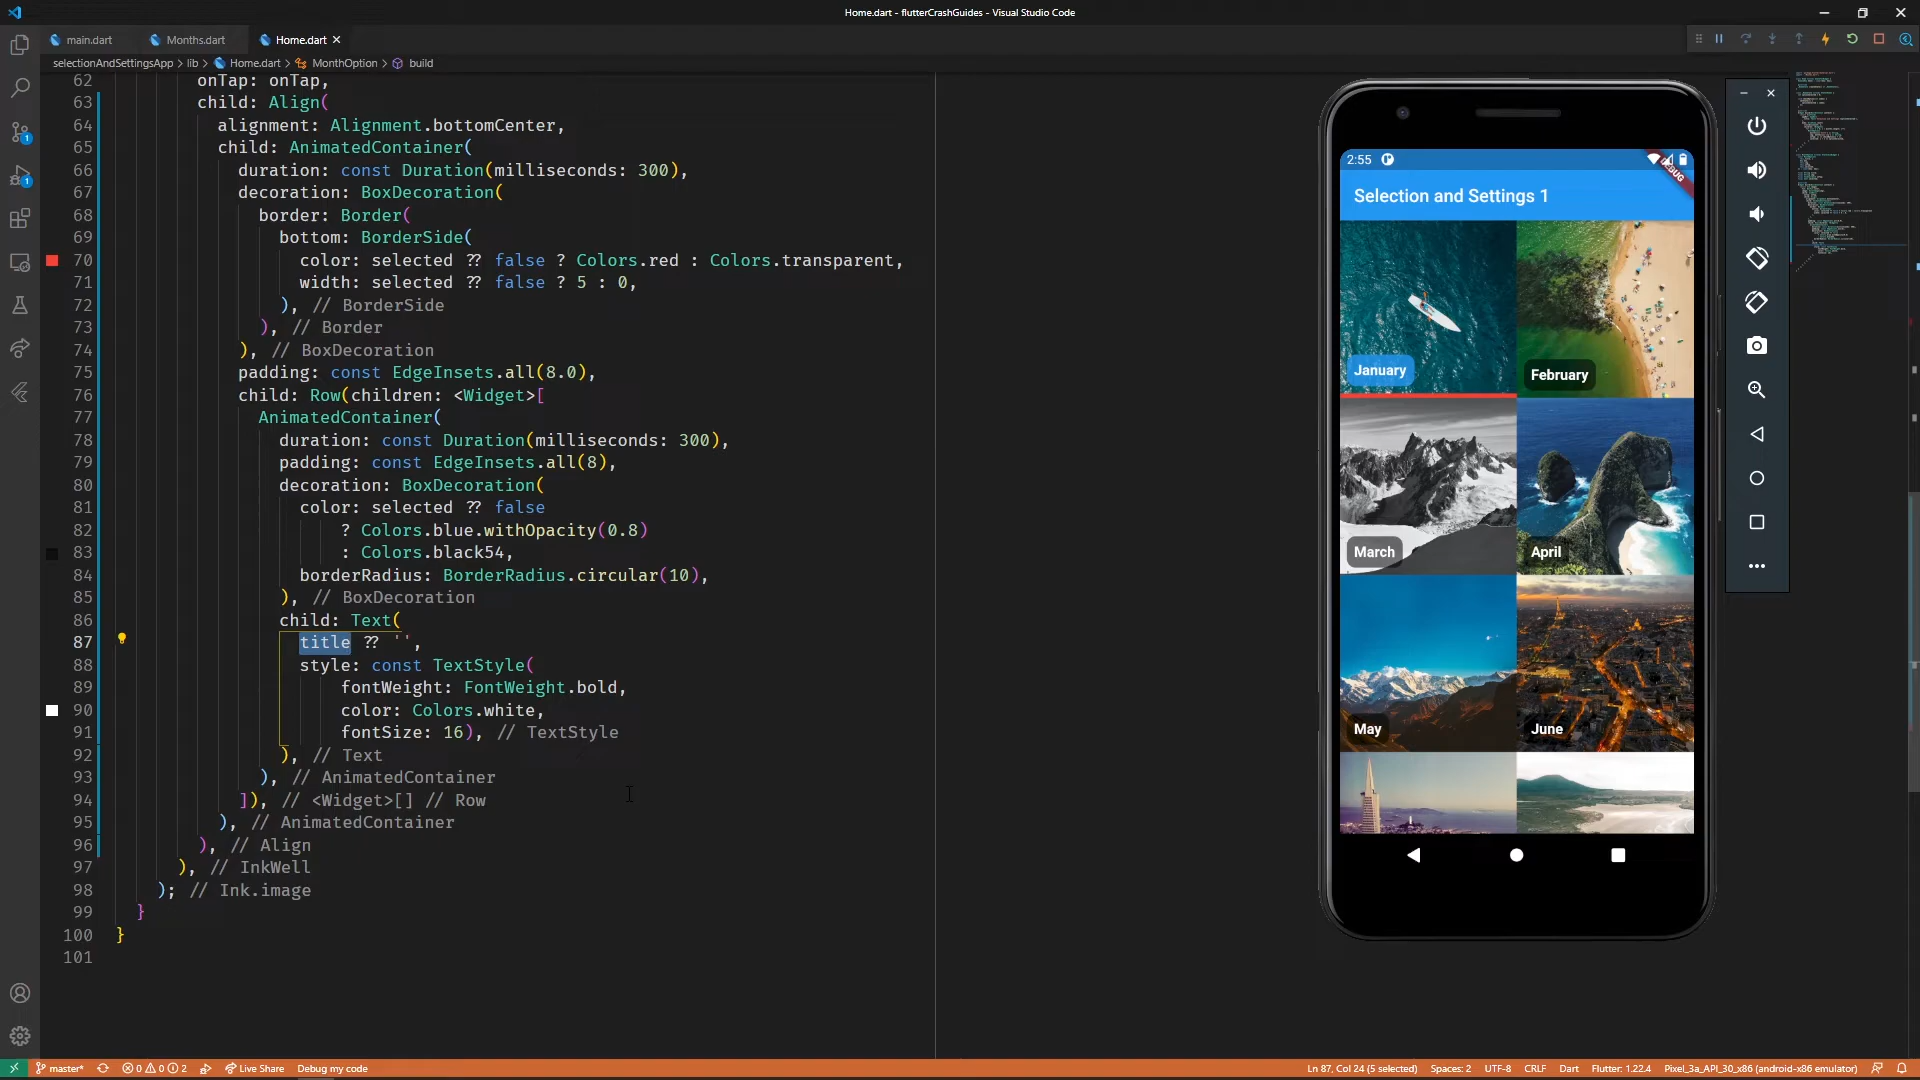 Home.dart - flutterCrashGuides - Visual Studio Code
main.dart
Months.dart
Home.dart
selectionAndSettingsApp > lib > Home.dart > MonthOption > build
62 onTap: onTap,
63 child: Align(
64 alignment: Alignment.bottomCenter,
65 child: AnimatedContainer(
66 duration: const Duration(milliseconds: 300),
67 decoration: BoxDecoration(
68 border: Border(
69 bottom: BorderSide(
70 color: selected ?? false ? Colors.red : Colors.transparent,
71 width: selected ?? false ? 5 : 0,
72 ), // BorderSide
73 ), // Border
74 ), // BoxDecoration
75 padding: const EdgeInsets.all(8.0),
76 child: Row(children: <Widget>[
77 AnimatedContainer(
78 duration: const Duration(milliseconds: 300),
79 padding: const EdgeInsets.all(8),
80 decoration: BoxDecoration(
81 color: selected ?? false
82 ? Colors.blue.withOpacity(0.8)
83 : Colors.black54,
84 borderRadius: BorderRadius.circular(10),
85 ), // BoxDecoration
86 child: Text(
87 title ?? '',
88 style: const TextStyle(
89 fontWeight: FontWeight.bold,
90 color: Colors.white,
91 fontSize: 16), // TextStyle
92 ), // Text
93 ), // AnimatedContainer
94 ]), // <Widget>[] // Row
95 ), // AnimatedContainer
96 ), // Align
97 ), // InkWell
98 ); // Ink.image
99 }
100 }
101
2:55
DEBUG
Selection and Settings 1
January
February
March
April
May
June
master*
0 0 2
Live Share
Debug my code
Ln 87, Col 24 (5 selected)
Spaces: 2
UTF-8
CRLF
Dart
Flutter: 1.22.4
Pixel_3a_API_30_x86 (android-x86 emulator)